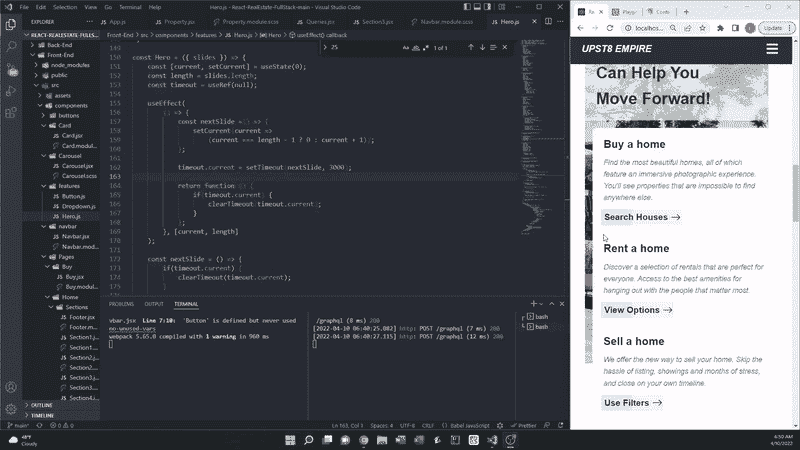 File Edit Selection View Go Run Terminal Help
Hero.js - React-RealEstate-FullStack-main - Visual Studio Code
EXPLORER
App.js
Property.jsx
Property.module.scss
Queries.jsx
Section3.jsx
Navbar.module.scss
Hero.js
REACT-REALESTATE-FULLS...
Back-End
Front-End
node_modules
public
src
assets
components
buttons
Card
Card.jsx
Card.modul...
Carousel
Carousel.jsx
Carousel.scss
features
Button.js
Dropdown.js
Hero.js
navbar
Navbar.jsx
Navbar.mod...
Pages
Buy
Buy.jsx
Buy.module...
Home
Sections
Footer.jsx
Footer.m...
Section1.j...
Section2.j...
Section3.j...
Section4.j...
OUTLINE
TIMELINE
Front-End > src > components > features > Hero.js > Hero > useEffect() callback
25
1 of 1
149
150 const Hero = ({ slides }) => {
151 const [current, setCurrent] = useState(0);
152 const length = slides.length;
153 const timeout = useRef(null);
154
155 useEffect(
156 () => {
157 const nextSlide = () => {
158 setCurrent(current =>
159 (current === length - 1 ? 0 : current + 1));
160 };
161
162 timeout.current = setTimeout(nextSlide, 3000);
163
164 return function () {
165 if(timeout.current) {
166 clearTimeout(timeout.current);
167 }
168 };
169 }, [current, length]
170 );
171
172 const nextSlide = () => {
173 if(timeout.current) {
174 clearTimeout(timeout.current);
175 }
PROBLEMS OUTPUT TERMINAL
vbar.jsx Line 7:10: 'Button' is defined but never used
no-unused-vars
webpack 5.65.0 compiled with 1 warning in 960 ms
/graphql (8 ms) 200
[2022-04-10 06:40:25.082] http: POST /graphql (7 ms) 200
[2022-04-10 06:40:27.115] http: POST /graphql (12 ms) 200
bash
bash
main*
Ln 163, Col 1 Spaces: 4 UTF-8 CRLF Babel JavaScript Prettier
localhost
Update
UPST8 EMPIRE
Can Help You
Move Forward!
Buy a home
Find the most beautiful homes, all of which
feature an immersive photographic experience.
You'll see properties that are impossible to find
anywhere else.
Search Houses
Rent a home
Discover a selection of rentals that are perfect for
everyone. Access to the best amenities for
hanging out with the people that matter most.
View Options
Sell a home
We offer the new way to sell your home. Skip the
hassle of listing, showings and months of stress,
and close on your own timeline.
Use Filters
48°F
Cloudy
4/10/2022